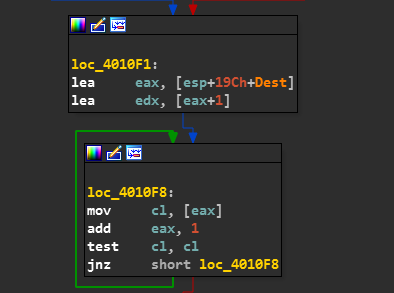 loc_4010F1:
lea eax, [esp+19Ch+Dest]
lea edx, [eax+1]
loc_4010F8:
mov cl, [eax]
add eax, 1
test cl, cl
jnz short loc_4010F8